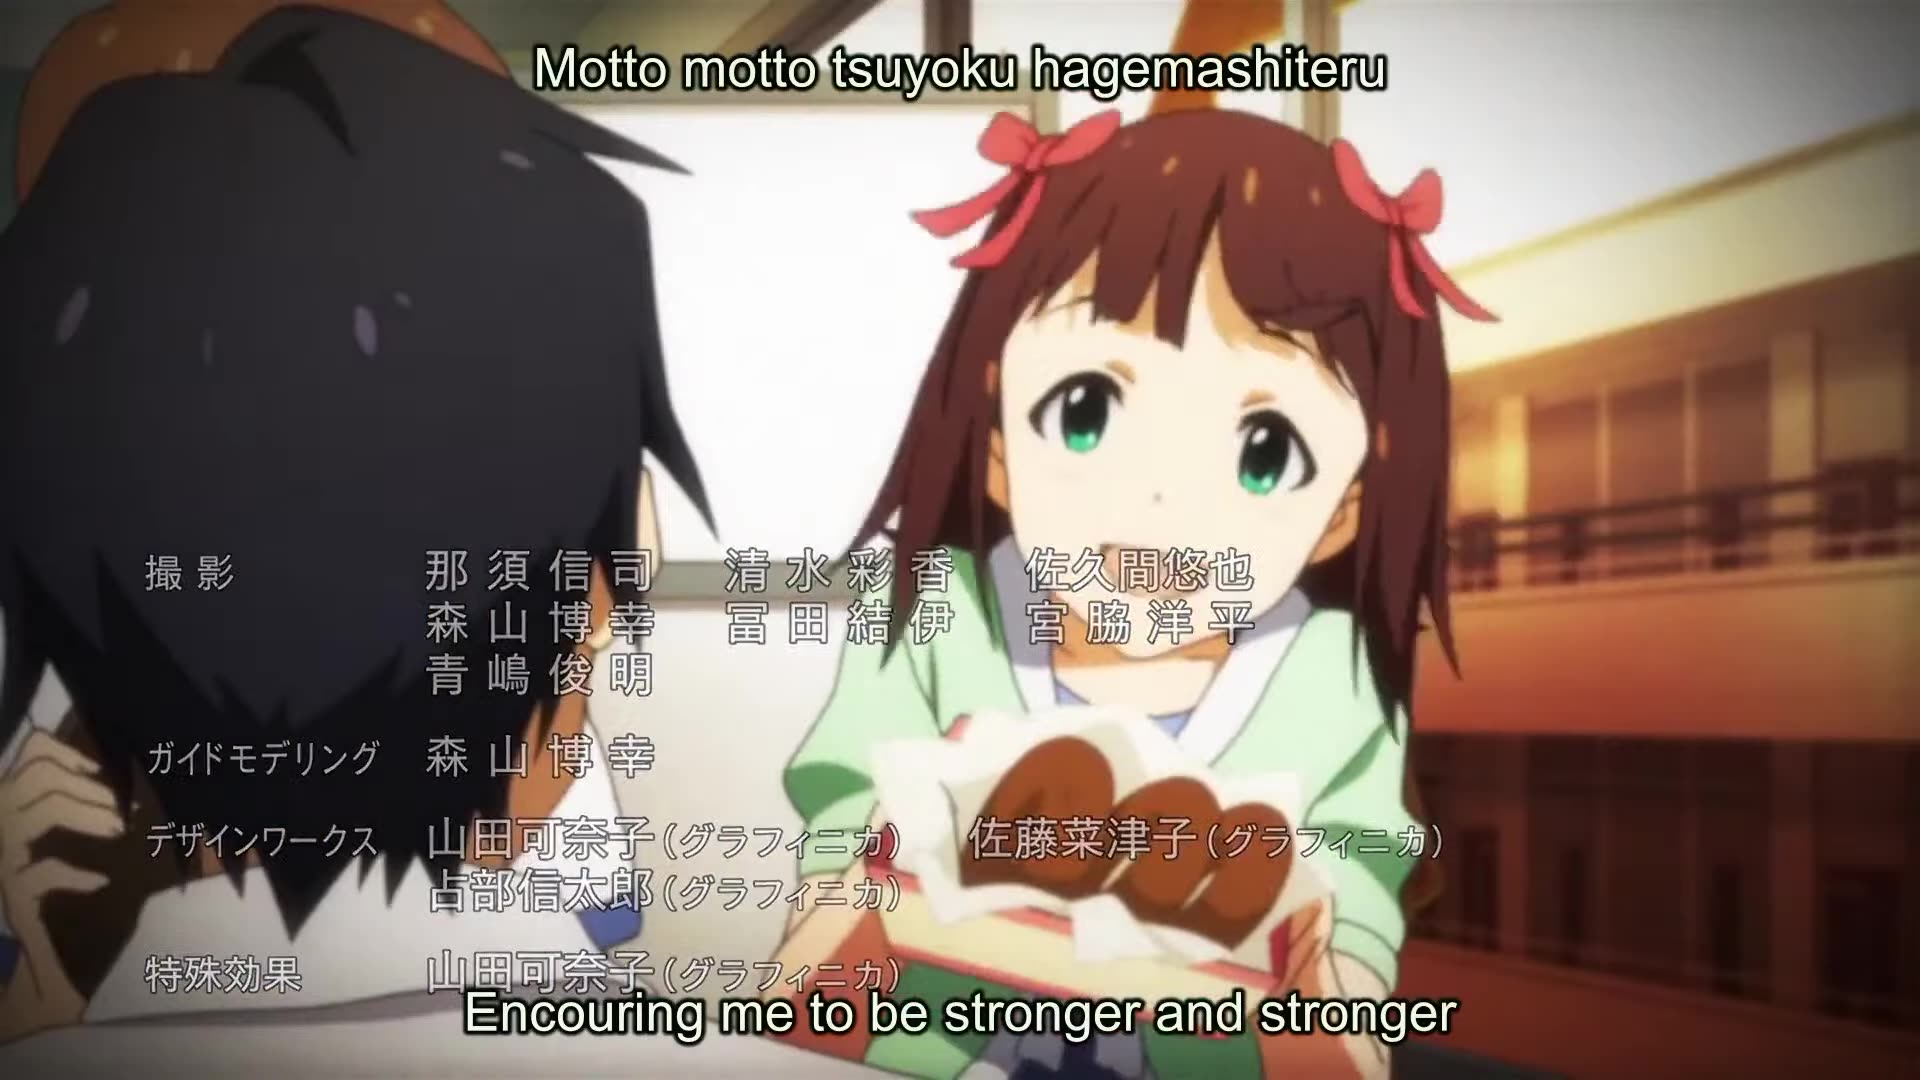 Motto motto tsuyoku hagemashiteru
撮影 那須信司 清水彩香 佐久間悠也
森山博幸 冨田結伊 宮脇洋平
青嶋俊明
ガイドモデリング 森山博幸
デザインワークス 山田可奈子(グラフィニカ) 佐藤菜津子(グラフィニカ)
占部信太郎(グラフィニカ)
特殊効果 山田可奈子(グラフィニカ)
Encouring me to be stronger and stronger